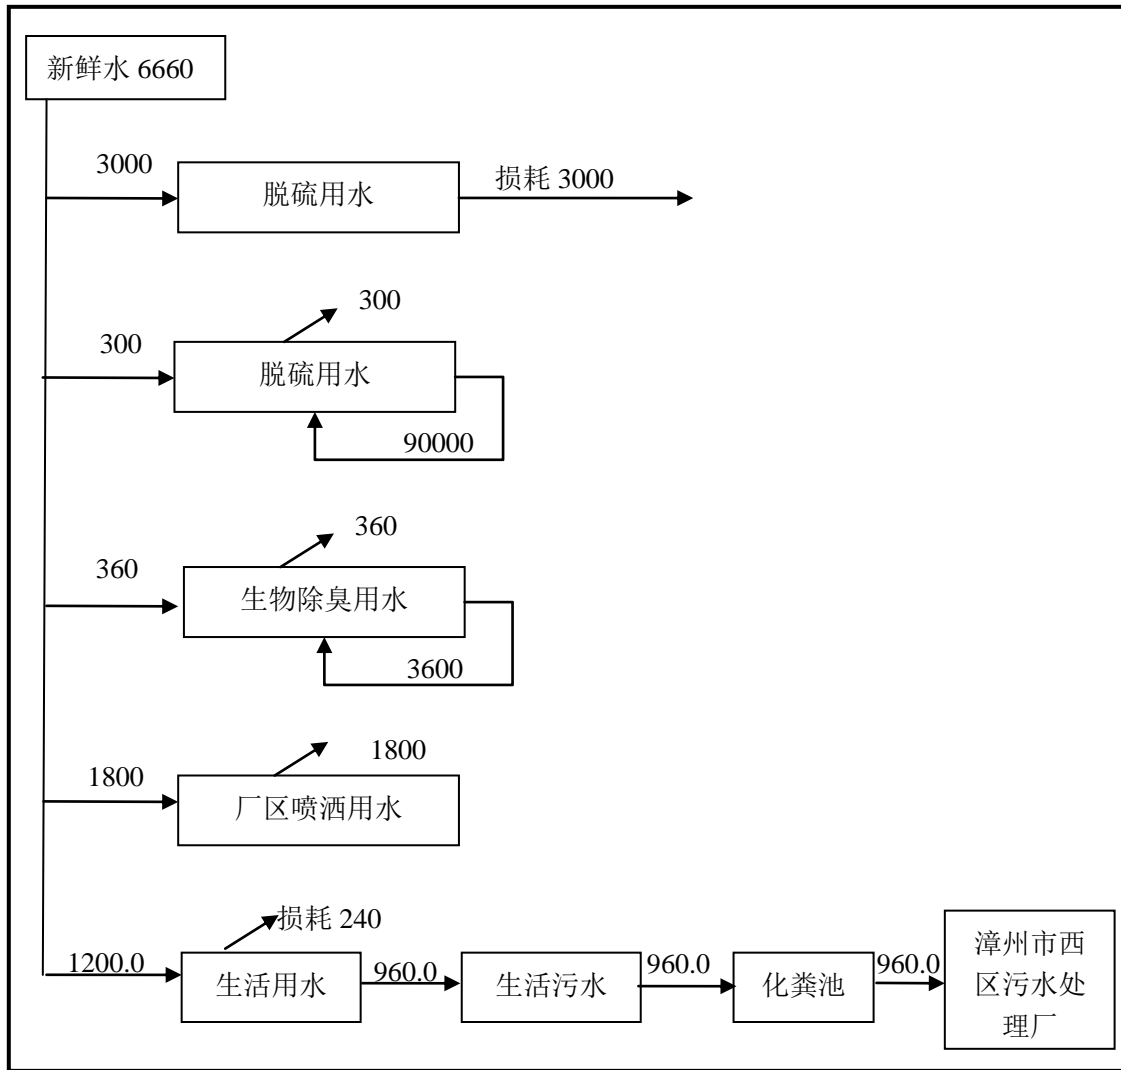 新鲜水 6660
3000
脱硫用水
损耗 3000
300
300
脱硫用水
90000
360
360
生物除臭用水
3600
1800
1800
厂区喷洒用水
损耗 240
1200.0
生活用水
960.0
生活污水
960.0
化粪池
960.0
漳州市西
区污水处
理厂